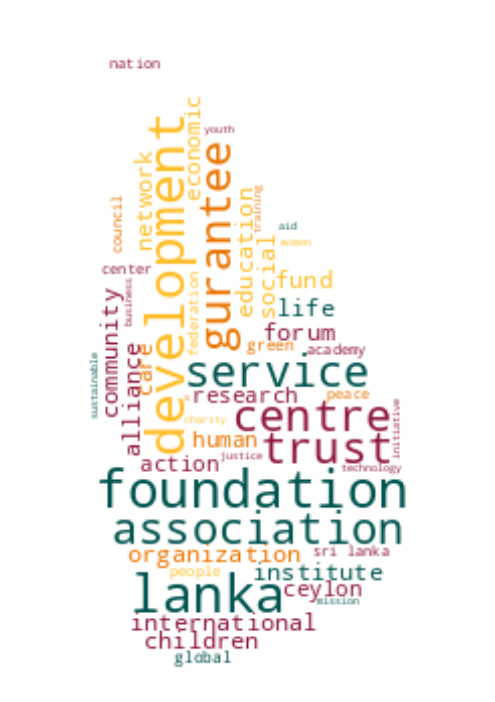 nation
economic
development
youth
gurantee
network
education
training
council
aid
women
social
center
federation
fund
business
community
life
forum
green
academy
sustainable
alliance
care
service
s
research
peace
initiative
centre
charity
human
trust
justice
action
technology
foundation
association
organization
sri lanka
people
institute
lanka
ceylon
mission
international
children
global